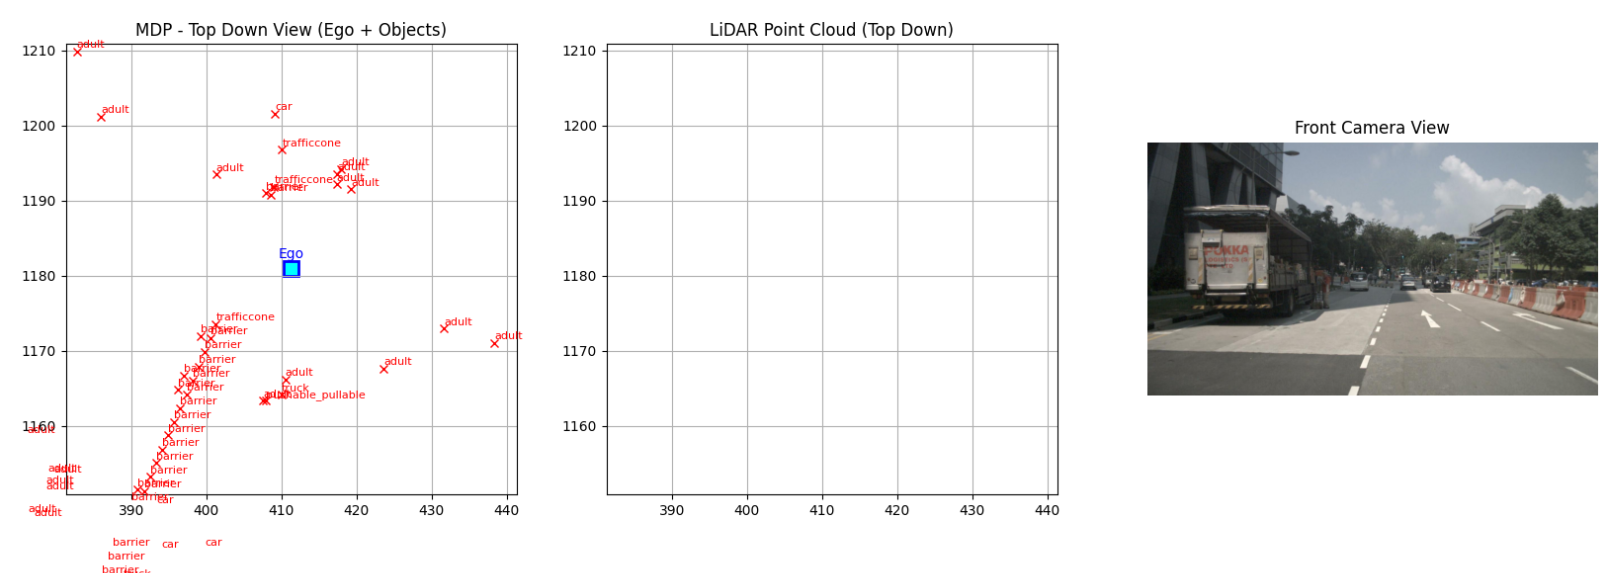 MDP - Top Down View (Ego + Objects)
1210
1200
1190
1180
1170
1160
390
400
410
420
430
440
adult
adult
car
trafficcone
adult
adult
adult
adult
trafficcone
barrier
adult
Ego
trafficcone
barrier
barrier
adult
barrier
adult
barrier
barrier
adult
barrier
adult
barrier
truck
barrier
pushable_pullable
barrier
barrier
adult
barrier
barrier
barrier
adult
adult
barrier
adult
adult
barrier
barrier
barrier
car
adult
adult
barrier
car
car
barrier
barrier
LiDAR Point Cloud (Top Down)
1210
1200
1190
1180
1170
1160
390
400
410
420
430
440
Front Camera View